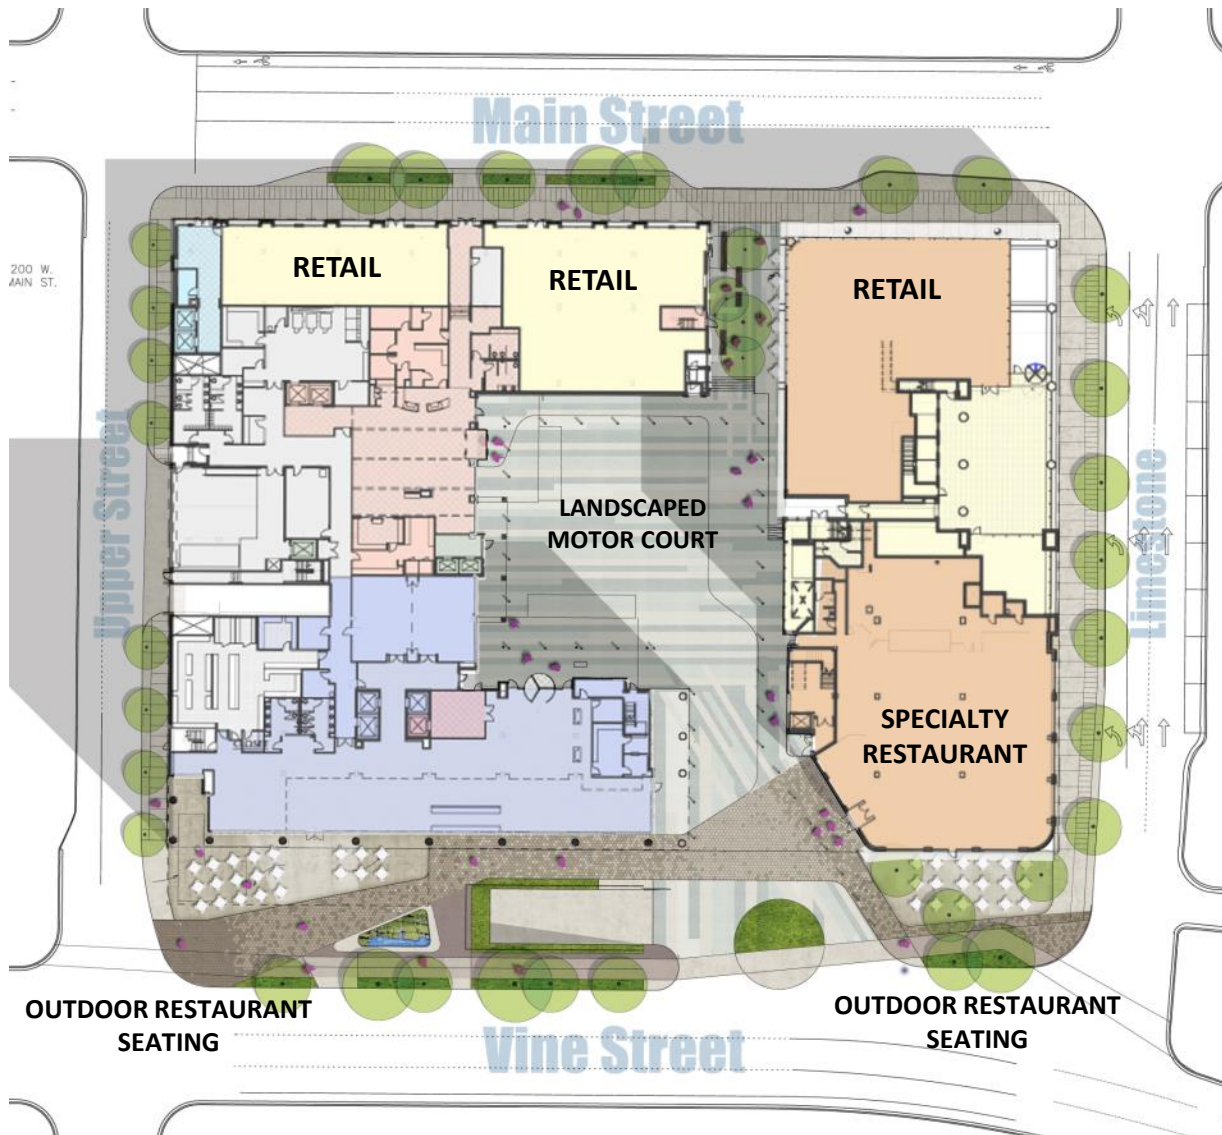 Main Street
200 W.
MAIN ST.
RETAIL
RETAIL
RETAIL
Upper Street
LANDSCAPED
MOTOR COURT
Limestone
SPECIALTY
RESTAURANT
OUTDOOR RESTAURANT
SEATING
OUTDOOR RESTAURANT
SEATING
Vine Street